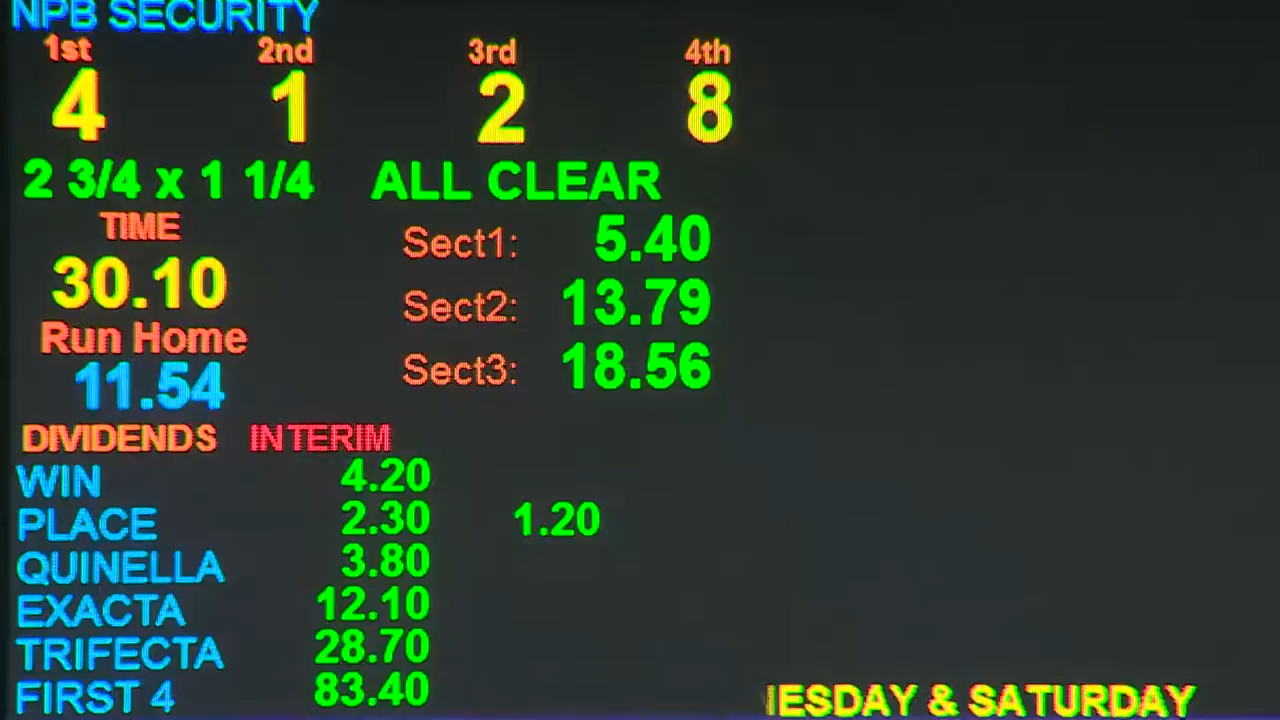 NPB SECURITY
1st 2nd 3rd 4th
4 1 2 8
2 3/4 x 1 1/4 ALL CLEAR
TIME
Sect1: 5.40
30.10
Sect2: 13.79
Run Home
Sect3: 18.56
11.54
DIVIDENDS INTERIM
WIN 4.20
PLACE 2.30 1.20
QUINELLA 3.80
EXACTA 12.10
TRIFECTA 28.70
FIRST 4 83.40
& SATURDAY